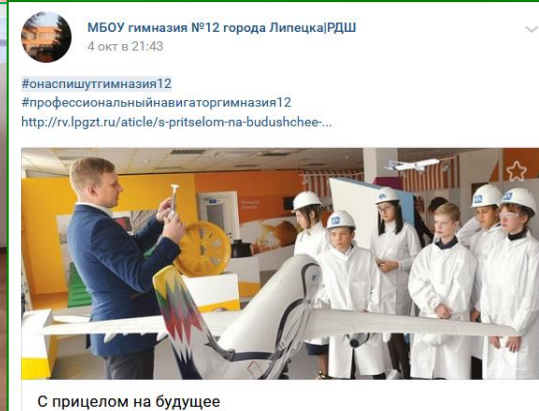 МБОУ гимназия №12 города Липецка|РДШ
4 окт в 21:43
#онаспишутгимназия12
#профессиональныйнавигаторгимназия12
http://rv.lpgzt.ru/aticle/s-pritselom-na-budushchee-...
С прицелом на будущее